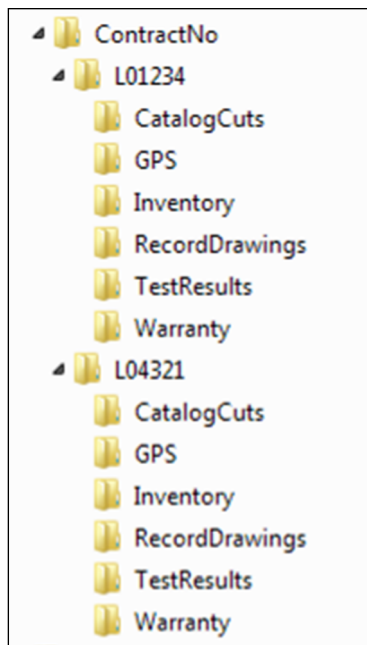 ContractNo
L01234
CatalogCuts
GPS
Inventory
RecordDrawings
TestResults
Warranty
L04321
CatalogCuts
GPS
Inventory
RecordDrawings
TestResults
Warranty